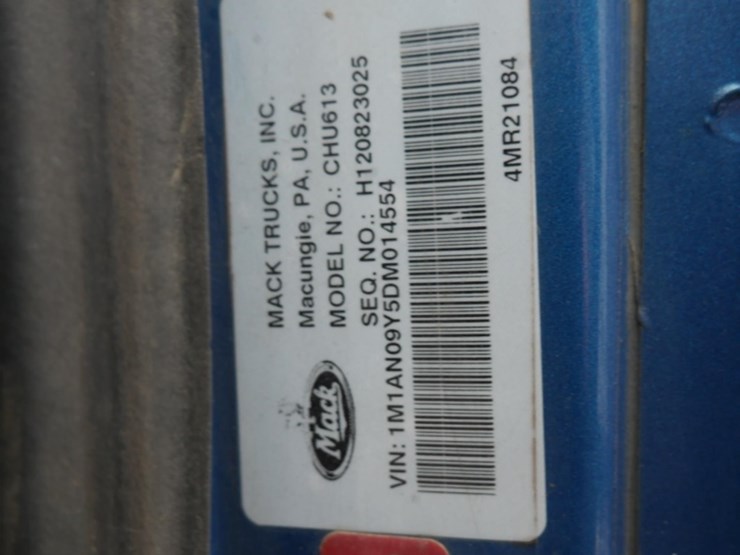 MACK TRUCKS, INC.
Macungie, PA, U.S.A.
MODEL NO.: CHU613
SEQ. NO.: H120823025
Mack
VIN: 1M1AN09Y5DM014554
4MR21084